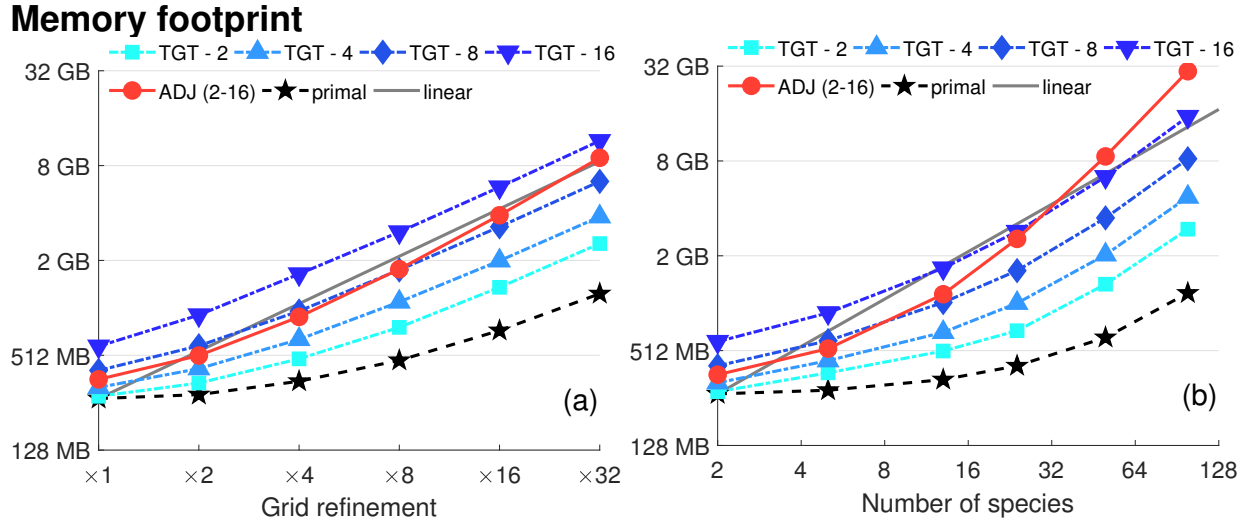 Memory footprint
TGT - 2 TGT - 4 TGT - 8 TGT - 16
ADJ (2-16) primal linear
32 GB
8 GB
2 GB
512 MB
128 MB
(a)
×1 ×2 ×4 ×8 ×16 ×32
Grid refinement
TGT - 2 TGT - 4 TGT - 8 TGT - 16
ADJ (2-16) primal linear
32 GB
8 GB
2 GB
512 MB
128 MB
(b)
2 4 8 16 32 64 128
Number of species